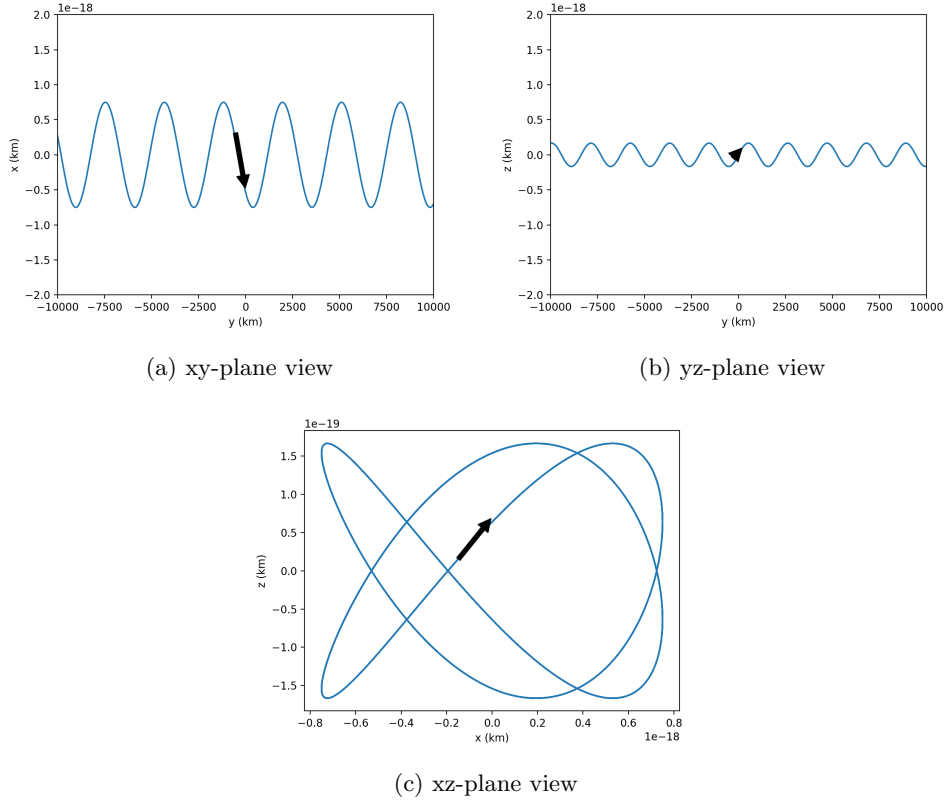 1e−18
2.0
1.5
1.0
0.5
0.0
−0.5
−1.0
−1.5
−2.0
x (km)
−10000 −7500 −5000 −2500 0 2500 5000 7500 10000
y (km)
(a) xy-plane view
1e−18
2.0
1.5
1.0
0.5
0.0
−0.5
−1.0
−1.5
−2.0
z (km)
−10000 −7500 −5000 −2500 0 2500 5000 7500 10000
y (km)
(b) yz-plane view
1e−19
1.5
1.0
0.5
0.0
−0.5
−1.0
−1.5
z (km)
−0.8 −0.6 −0.4 −0.2 0.0 0.2 0.4 0.6 0.8
x (km)
1e−18
(c) xz-plane view